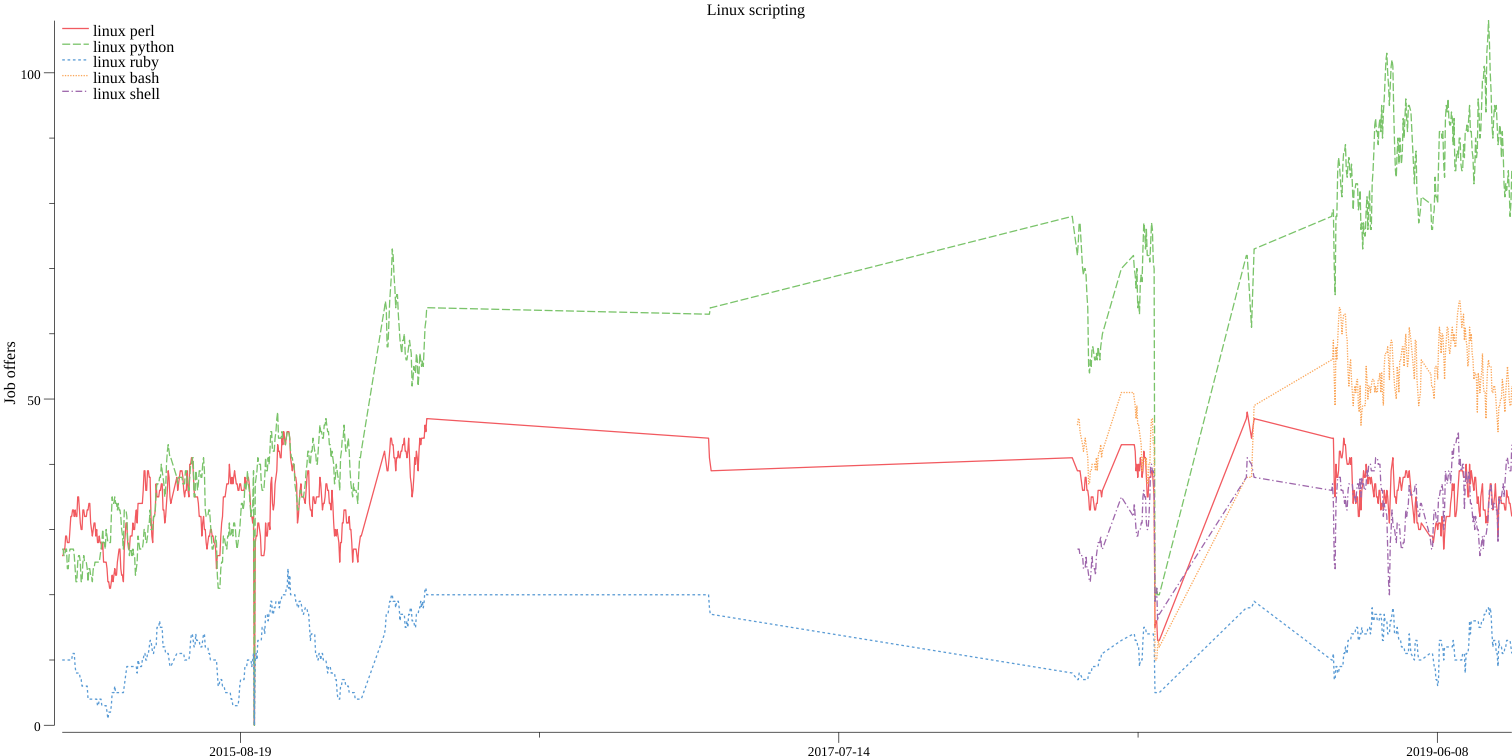 Linux scripting
linux perl
linux python
linux ruby
linux bash
linux shell
100
50
0
Job offers
2015-08-19
2017-07-14
2019-06-08